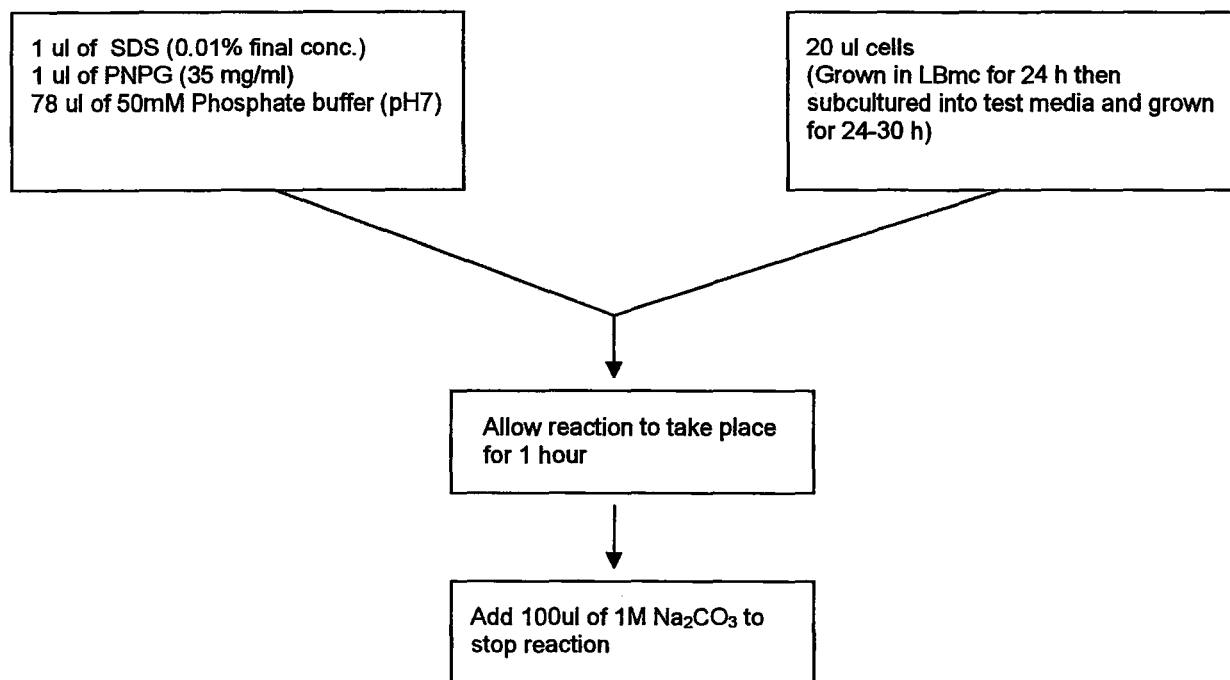 1 ul of SDS (0.01% final conc.)
1 ul of PNPG (35 mg/ml)
78 ul of 50mM Phosphate buffer (pH7)
20 ul cells
(Grown in LBmc for 24 h then
subcultured into test media and grown
for 24-30 h)
Allow reaction to take place
for 1 hour
Add 100ul of 1M Na₂CO₃ to
stop reaction